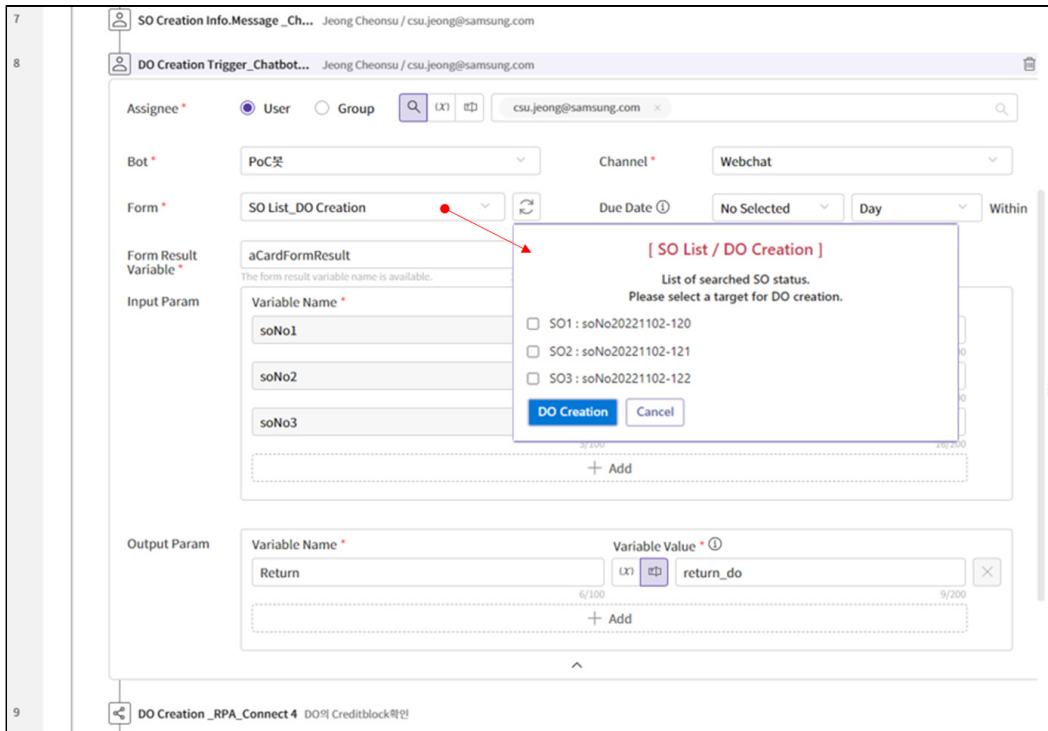 7
SO Creation Info.Message _Ch... Jeong Cheonsu / csu.jeong@samsung.com
8
DO Creation Trigger_Chatbot... Jeong Cheonsu / csu.jeong@samsung.com
Assignee * User Group (x) csu.jeong@samsung.com ×
Bot * PoC봇 Channel * Webchat
Form * SO List_DO Creation Due Date No Selected Day Within
Form Result Variable * aCardFormResult
The form result variable name is available.
[ SO List / DO Creation ]
List of searched SO status.
Please select a target for DO creation.
SO1 : soNo20221102-120
SO2 : soNo20221102-121
SO3 : soNo20221102-122
DO Creation Cancel
Input Param Variable Name *
soNo1
soNo2
soNo3
5/100 16/200
+ Add
Output Param Variable Name * Variable Value *
Return (x) return_do ×
6/100 9/200
+ Add
9
DO Creation _RPA_Connect 4 DO의 Creditblock확인